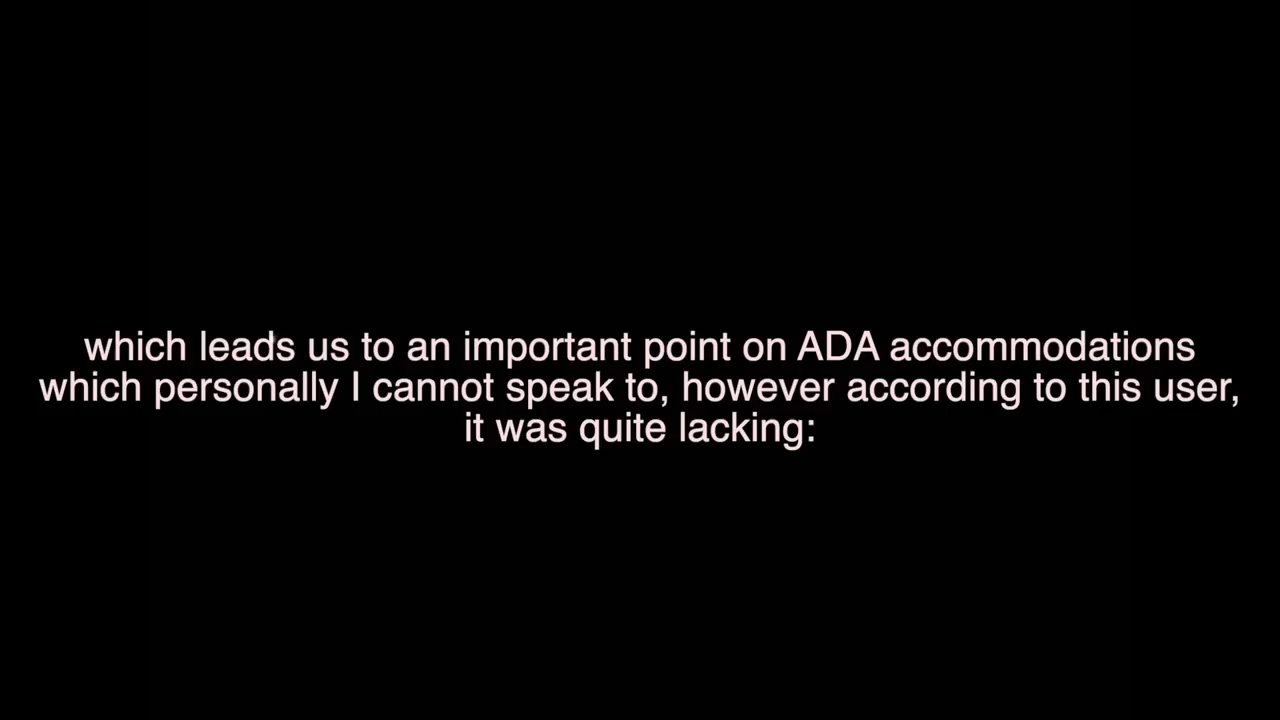 which leads us to an important point on ADA accommodations
which personally I cannot speak to, however according to this user,
it was quite lacking: